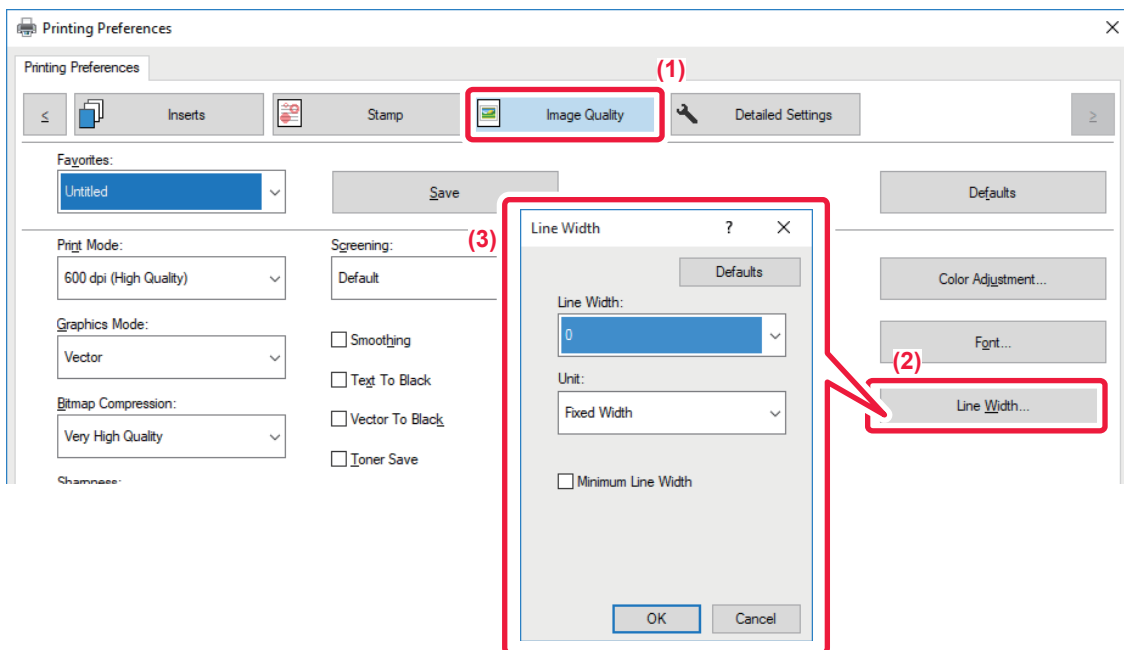 Printing Preferences
Printing Preferences
(1)
≤ Inserts Stamp Image Quality Detailed Settings ≥
Favorites:
Untitled Save Defaults
(3)
Line Width ? ×
Defaults
Line Width:
0
Unit:
Fixed Width
Minimum Line Width
OK Cancel
Print Mode: Screening:
600 dpi (High Quality) Default Color Adjustment...
Graphics Mode:
Vector Smoothing Font...
(2)
Text To Black
Bitmap Compression: Line Width...
Vector To Black
Very High Quality
Toner Save
Sharpness: